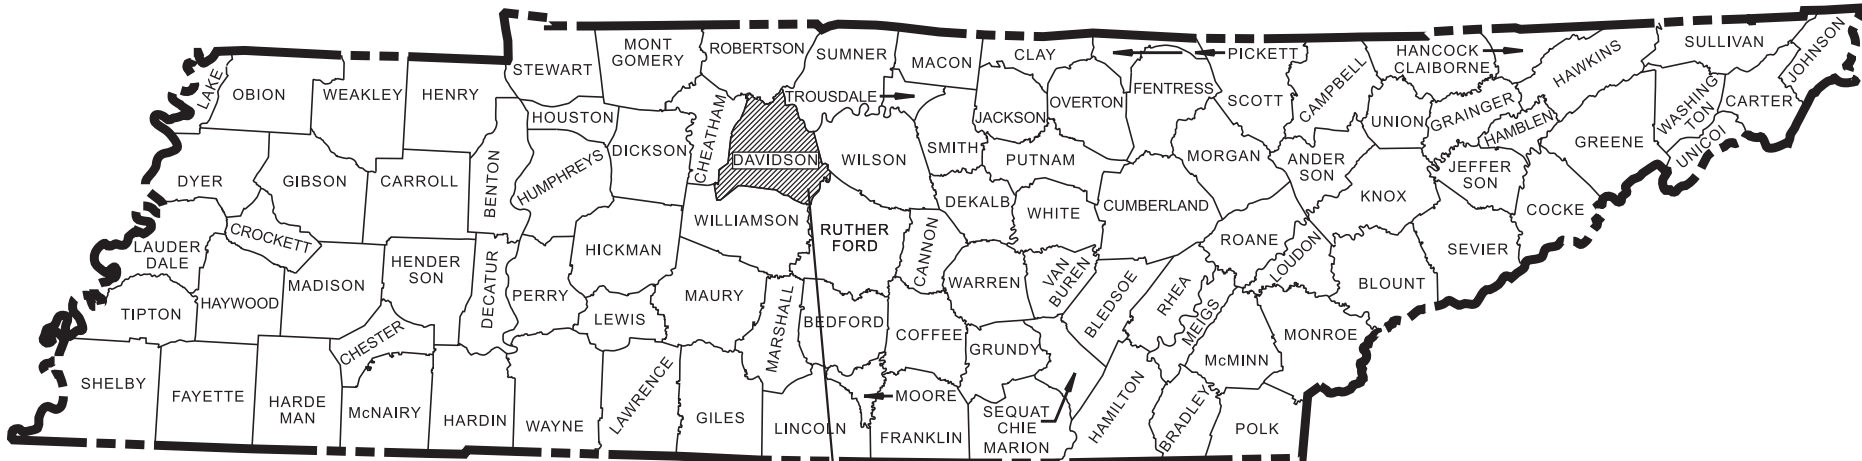 LAKE
OBION
WEAKLEY
HENRY
STEWART
MONT
GOMERY
ROBERTSON
SUMNER
MACON
CLAY
PICKETT
HANCOCK
CLAIBORNE
HAWKINS
SULLIVAN
JOHNSON
TROUSDALE
HOUSTON
CHEATHAM
DICKSON
DAVIDSON
WILSON
SMITH
JACKSON
OVERTON
FENTRESS
SCOTT
CAMPBELL
UNION
GRAINGER
HAMBLEN
GREENE
WASHING
TON
CARTER
UNICOI
DYER
GIBSON
CARROLL
BENTON
HUMPHREYS
PUTNAM
MORGAN
ANDER
SON
KNOX
JEFFER
SON
COCKE
LAUDER
DALE
CROCKETT
HENDER
SON
DECATUR
PERRY
HICKMAN
WILLIAMSON
RUTHER
FORD
CANNON
DEKALB
WHITE
CUMBERLAND
ROANE
LOUDON
BLOUNT
SEVIER
TIPTON
HAYWOOD
MADISON
CHESTER
LEWIS
MAURY
MARSHALL
BEDFORD
COFFEE
WARREN
VAN
BUREN
BLEDSOE
RHEA
MEIGS
McMINN
MONROE
SHELBY
FAYETTE
HARDE
MAN
McNAIRY
HARDIN
WAYNE
LAWRENCE
GILES
LINCOLN
MOORE
FRANKLIN
GRUNDY
SEQUAT
CHIE
MARION
HAMILTON
BRADLEY
POLK